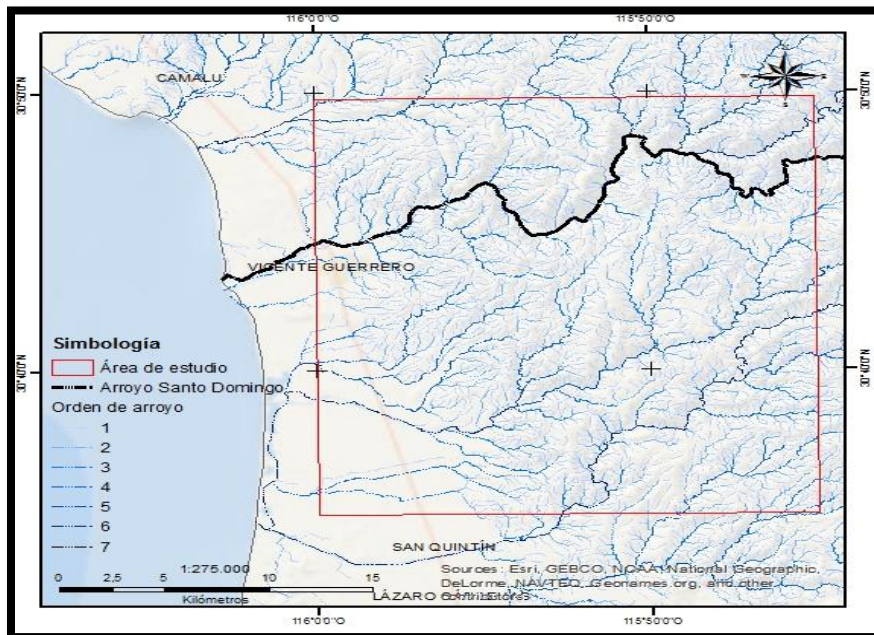 116°0'0"O 115°50'0"O
CAMALU
30°50'0"N 30°50'0"N
VICENTE GUERRERO
Simbología
Área de estudio
Arroyo Santo Domingo
Orden de arroyo
1
2
3
4
5
6
7
30°40'0"N 30°40'0"N
SAN QUINTÍN
1:275.000
0 2,5 5 10 15
Kilómetros
Sources: Esri, GEBCO, NOAA, National Geographic,
DeLorme, NAVTEQ, Geonames.org, and other
contributors
LÁZARO
116°0'0"O 115°50'0"O